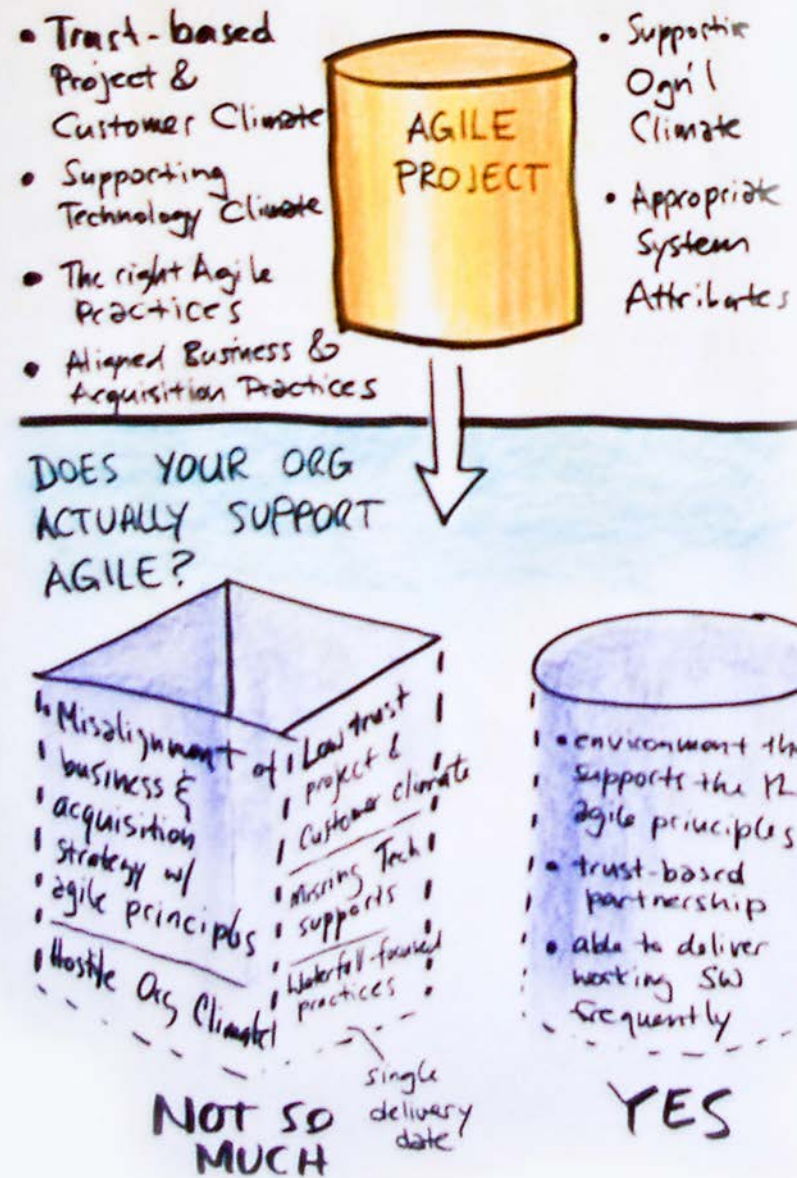 • Trust-based
Project &
Customer Climate
• Supporting
Technology Climate
• The right Agile
Practices
• Aligned Business &
Acquisition Practices
AGILE
PROJECT
• Supportive
Ogn'l
Climate
• Appropriate
System
Attributes
DOES YOUR ORG
ACTUALLY SUPPORT
AGILE?
• Misalignment of
business &
acquisition
strategy w/
agile principles
Hostile Org Climate
Low trust
project &
Customer climate
Missing Tech
supports
Waterfall-focused
practices
single
delivery
date
NOT SO
MUCH
• environment
supports the 12
agile principles
• trust-based
partnership
• able to deliver
working SW
frequently
YES